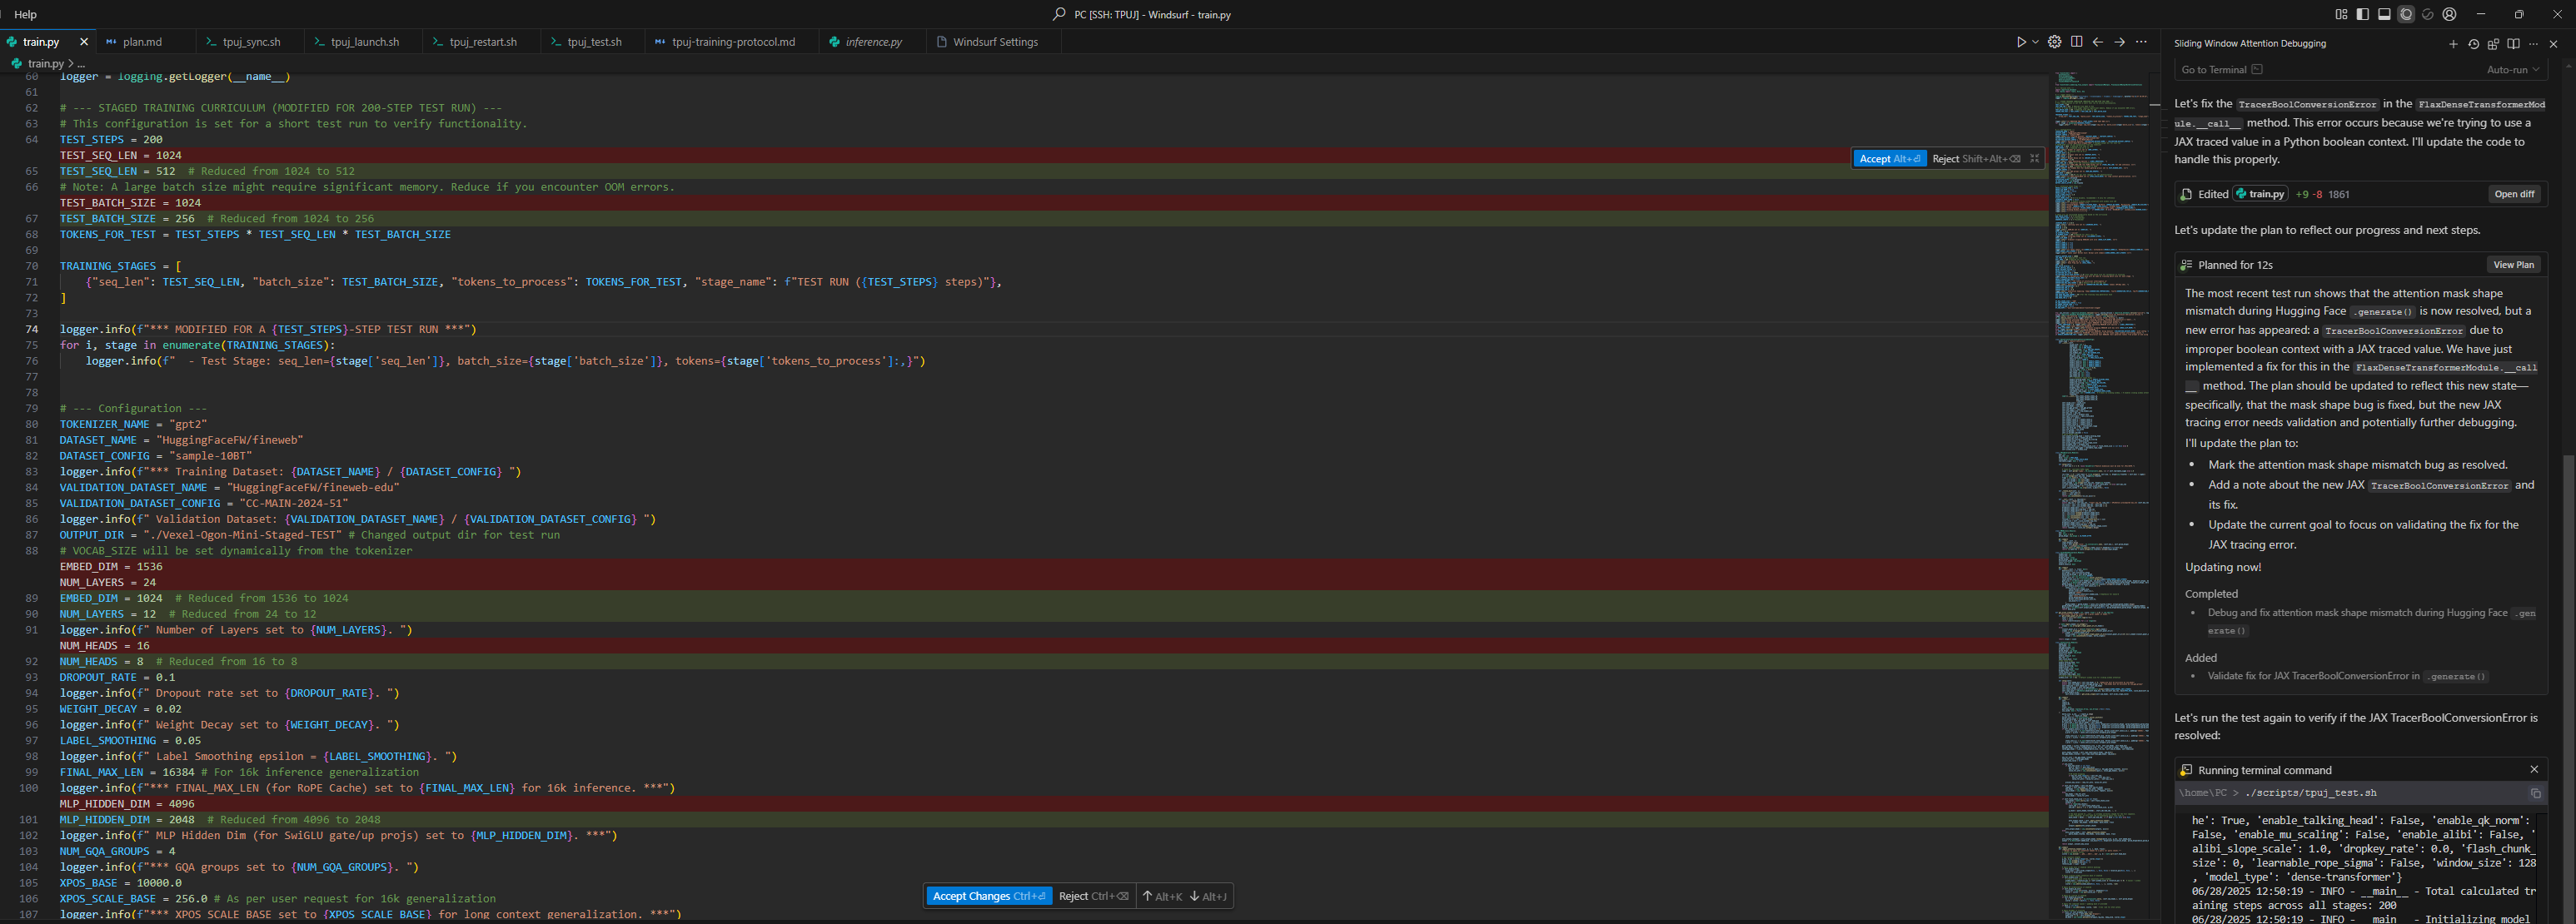 Help
PC [SSH: TPUJ] - Windsurf - train.py
train.py
plan.md
tpuj_sync.sh
tpuj_launch.sh
tpuj_restart.sh
tpuj_test.sh
tpuj-training-protocol.md
inference.py
Windsurf Settings
train.py > ...
60 logger = logging.getLogger(__name__)
61
62 # --- STAGED TRAINING CURRICULUM (MODIFIED FOR 200-STEP TEST RUN) ---
63 # This configuration is set for a short test run to verify functionality.
64 TEST_STEPS = 200
TEST_SEQ_LEN = 1024
65 TEST_SEQ_LEN = 512  # Reduced from 1024 to 512
Accept Alt+⏎ Reject Shift+Alt+⌫
66 # Note: A large batch size might require significant memory. Reduce if you encounter OOM errors.
TEST_BATCH_SIZE = 1024
67 TEST_BATCH_SIZE = 256  # Reduced from 1024 to 256
68 TOKENS_FOR_TEST = TEST_STEPS * TEST_SEQ_LEN * TEST_BATCH_SIZE
69
70 TRAINING_STAGES = [
71     {"seq_len": TEST_SEQ_LEN, "batch_size": TEST_BATCH_SIZE, "tokens_to_process": TOKENS_FOR_TEST, "stage_name": f"TEST RUN ({TEST_STEPS} steps)"},
72 ]
73
74 logger.info(f"*** MODIFIED FOR A {TEST_STEPS}-STEP TEST RUN ***")
75 for i, stage in enumerate(TRAINING_STAGES):
76     logger.info(f"  - Test Stage: seq_len={stage['seq_len']}, batch_size={stage['batch_size']}, tokens={stage['tokens_to_process']:,}")
77
78
79 # --- Configuration ---
80 TOKENIZER_NAME = "gpt2"
81 DATASET_NAME = "HuggingFaceFW/fineweb"
82 DATASET_CONFIG = "sample-10BT"
83 logger.info(f"*** Training Dataset: {DATASET_NAME} / {DATASET_CONFIG} ")
84 VALIDATION_DATASET_NAME = "HuggingFaceFW/fineweb-edu"
85 VALIDATION_DATASET_CONFIG = "CC-MAIN-2024-51"
86 logger.info(f" Validation Dataset: {VALIDATION_DATASET_NAME} / {VALIDATION_DATASET_CONFIG} ")
87 OUTPUT_DIR = "./Vexel-Ogon-Mini-Staged-TEST" # Changed output dir for test run
88 # VOCAB_SIZE will be set dynamically from the tokenizer
EMBED_DIM = 1536
NUM_LAYERS = 24
89 EMBED_DIM = 1024  # Reduced from 1536 to 1024
90 NUM_LAYERS = 12  # Reduced from 24 to 12
91 logger.info(f" Number of Layers set to {NUM_LAYERS}. ")
NUM_HEADS = 16
92 NUM_HEADS = 8  # Reduced from 16 to 8
93 DROPOUT_RATE = 0.1
94 logger.info(f" Dropout rate set to {DROPOUT_RATE}. ")
95 WEIGHT_DECAY = 0.02
96 logger.info(f" Weight Decay set to {WEIGHT_DECAY}. ")
97 LABEL_SMOOTHING = 0.05
98 logger.info(f" Label Smoothing epsilon = {LABEL_SMOOTHING}. ")
99 FINAL_MAX_LEN = 16384 # For 16k inference generalization
100 logger.info(f"*** FINAL_MAX_LEN (for RoPE Cache) set to {FINAL_MAX_LEN} for 16k inference. ***")
MLP_HIDDEN_DIM = 4096
101 MLP_HIDDEN_DIM = 2048  # Reduced from 4096 to 2048
102 logger.info(f" MLP Hidden Dim (for SwiGLU gate/up projs) set to {MLP_HIDDEN_DIM}. ***")
103 NUM_GQA_GROUPS = 4
104 logger.info(f"*** GQA groups set to {NUM_GQA_GROUPS}. ")
105 XPOS_BASE = 10000.0
106 XPOS_SCALE_BASE = 256.0 # As per user request for 16k generalization
107 logger.info(f"*** XPOS_SCALE_BASE set to {XPOS_SCALE_BASE} for long context generalization. ***")
Accept Changes Ctrl+⏎ Reject Ctrl+⌫ ↑ Alt+K ↓ Alt+J
Sliding Window Attention Debugging
Go to Terminal
Auto-run
Let's fix the TracerBoolConversionError in the FlaxDenseTransformerMod
ule.__call__ method. This error occurs because we're trying to use a
JAX traced value in a Python boolean context. I'll update the code to
handle this properly.
Edited train.py +9 -8 1861 Open diff
Let's update the plan to reflect our progress and next steps.
Planned for 12s View Plan
The most recent test run shows that the attention mask shape
mismatch during Hugging Face .generate() is now resolved, but a
new error has appeared: a TracerBoolConversionError due to
improper boolean context with a JAX traced value. We have just
implemented a fix for this in the FlaxDenseTransformerModule.__call
__ method. The plan should be updated to reflect this new state—
specifically, that the mask shape bug is fixed, but the new JAX
tracing error needs validation and potentially further debugging.
I'll update the plan to:
• Mark the attention mask shape mismatch bug as resolved.
• Add a note about the new JAX TracerBoolConversionError and
its fix.
• Update the current goal to focus on validating the fix for the
JAX tracing error.
Updating now!
Completed
• Debug and fix attention mask shape mismatch during Hugging Face .gen
erate()
Added
• Validate fix for JAX TracerBoolConversionError in .generate()
Let's run the test again to verify if the JAX TracerBoolConversionError is
resolved:
Running terminal command
\home\PC > ./scripts/tpuj_test.sh
he': True, 'enable_talking_head': False, 'enable_qk_norm':
False, 'enable_mu_scaling': False, 'enable_alibi': False, '
alibi_slope_scale': 1.0, 'dropkey_rate': 0.0, 'flash_chunk_
size': 0, 'learnable_rope_sigma': False, 'window_size': 128
, 'model_type': 'dense-transformer'}
06/28/2025 12:50:19 - INFO - __main__ - Total calculated tr
aining steps across all stages: 200
06/28/2025 12:50:19 - INFO - __main__ - Initializing model